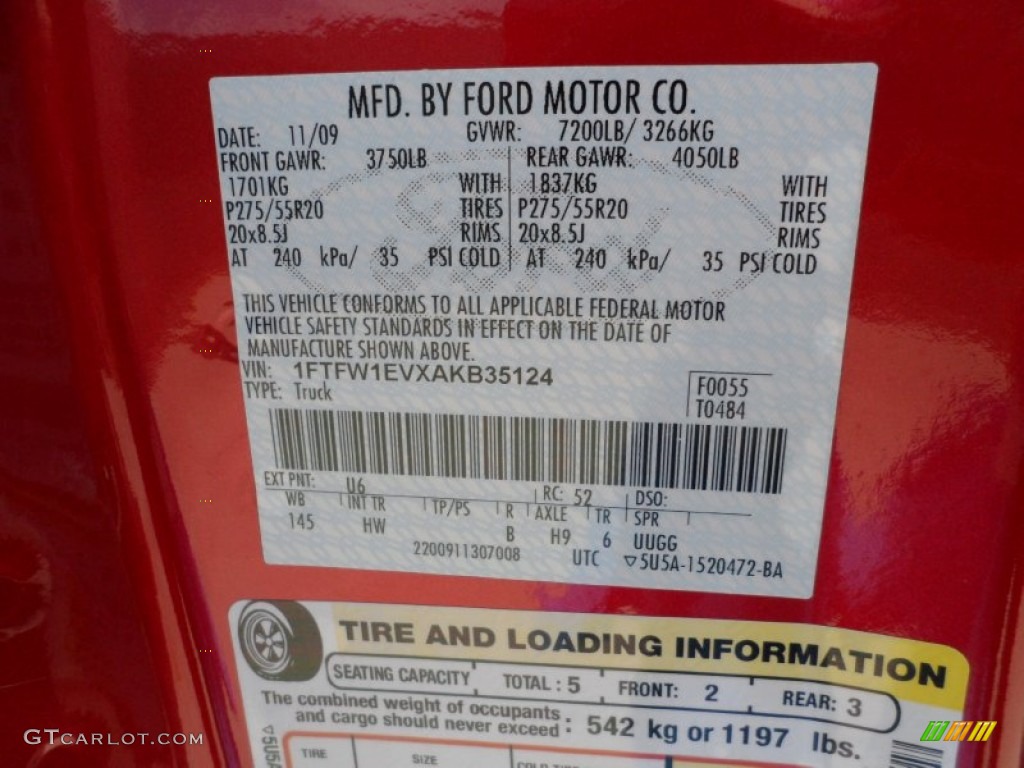 MFD. BY FORD MOTOR CO.
DATE: 11/09 GVWR: 7200LB/ 3266KG
FRONT GAWR: 3750LB REAR GAWR: 4050LB
1701KG WITH 1837KG WITH
P275/55R20 TIRES P275/55R20 TIRES
20x8.5J RIMS 20x8.5J RIMS
AT 240 kPa/ 35 PSI COLD AT 240 kPa/ 35 PSI COLD
THIS VEHICLE CONFORMS TO ALL APPLICABLE FEDERAL MOTOR
VEHICLE SAFETY STANDARDS IN EFFECT ON THE DATE OF
MANUFACTURE SHOWN ABOVE.
VIN: 1FTFW1EVXAKB35124
TYPE: Truck
F0055
T0484
EXT PNT: U6 RC: 52 DSO:
WB INT TR TP/PS R AXLE TR SPR
145 HW B H9 6 UUGG
2200911307008 UTC ▽5U5A-1520472-BA
TIRE AND LOADING INFORMATION
SEATING CAPACITY TOTAL : 5 FRONT: 2 REAR: 3
The combined weight of occupants
and cargo should never exceed : 542 kg or 1197 lbs.
TIRE SIZE
GTCARLOT.COM